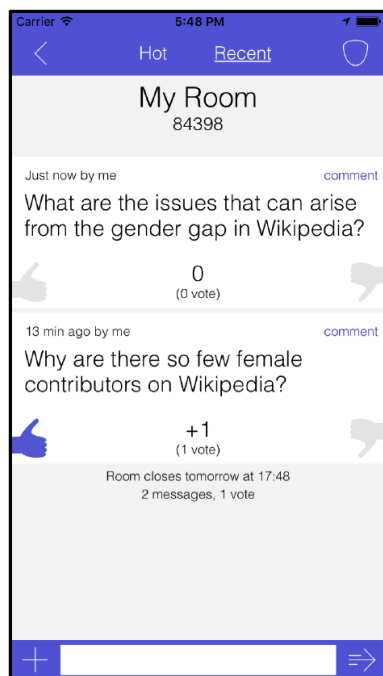 Carrier 5:48 PM
Hot Recent
My Room
84398
Just now by me comment
What are the issues that can arise
from the gender gap in Wikipedia?
0
(0 vote)
13 min ago by me comment
Why are there so few female
contributors on Wikipedia?
+1
(1 vote)
Room closes tomorrow at 17:48
2 messages, 1 vote